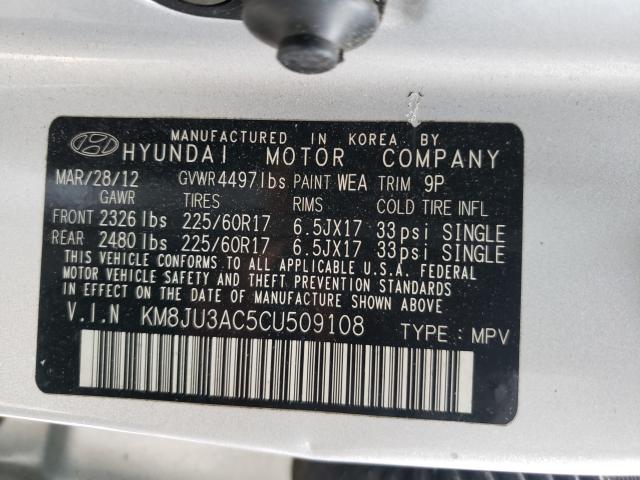 MANUFACTURED IN KOREA BY
HYUNDAI MOTOR COMPANY
MAR/28/12 GVWR 4497lbs PAINT WEA TRIM 9P
GAWR TIRES RIMS COLD TIRE INFL
FRONT 2326 lbs 225/60R17 6.5JX17 33psi SINGLE
REAR 2480 lbs 225/60R17 6.5JX17 33psi SINGLE
THIS VEHICLE CONFORMS TO ALL APPLICABLE U.S.A. FEDERAL
MOTOR VEHICLE SAFETY AND THEFT PREVENTION STANDARDS
IN EFFECT ON THE DATE OF MANUFACTURE SHOWN ABOVE.
V.I.N KM8JU3AC5CU509108 TYPE: MPV